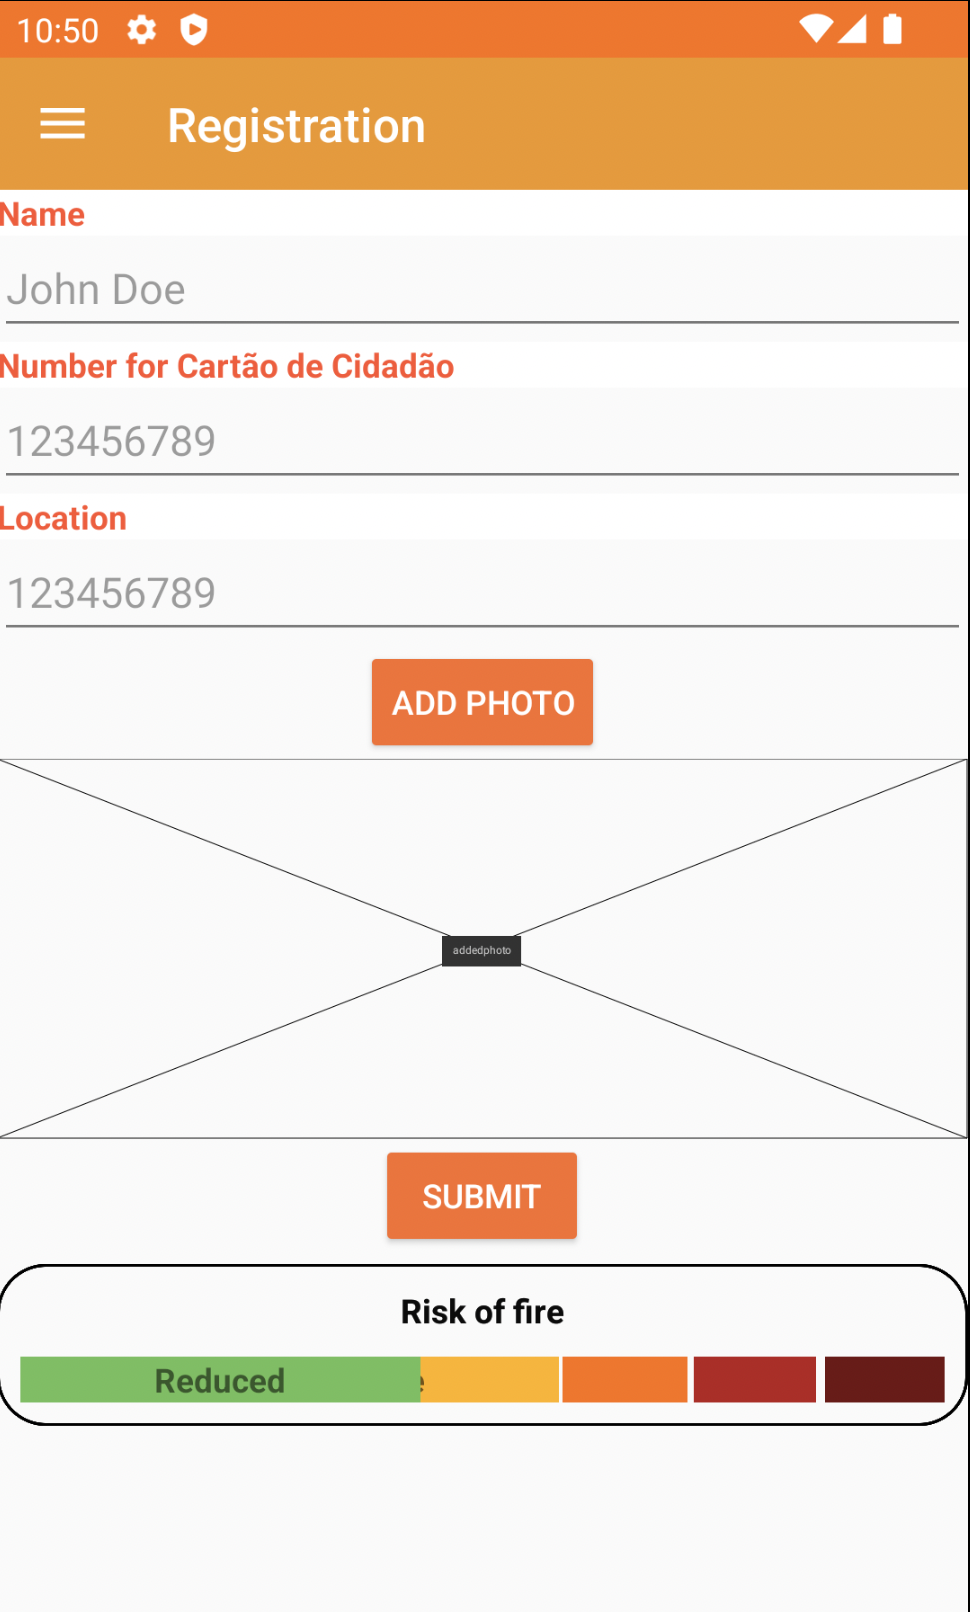 10:50
Registration
Name
John Doe
Number for Cartão de Cidadão
123456789
Location
123456789
ADD PHOTO
addedphoto
SUBMIT
Risk of fire
Reduced